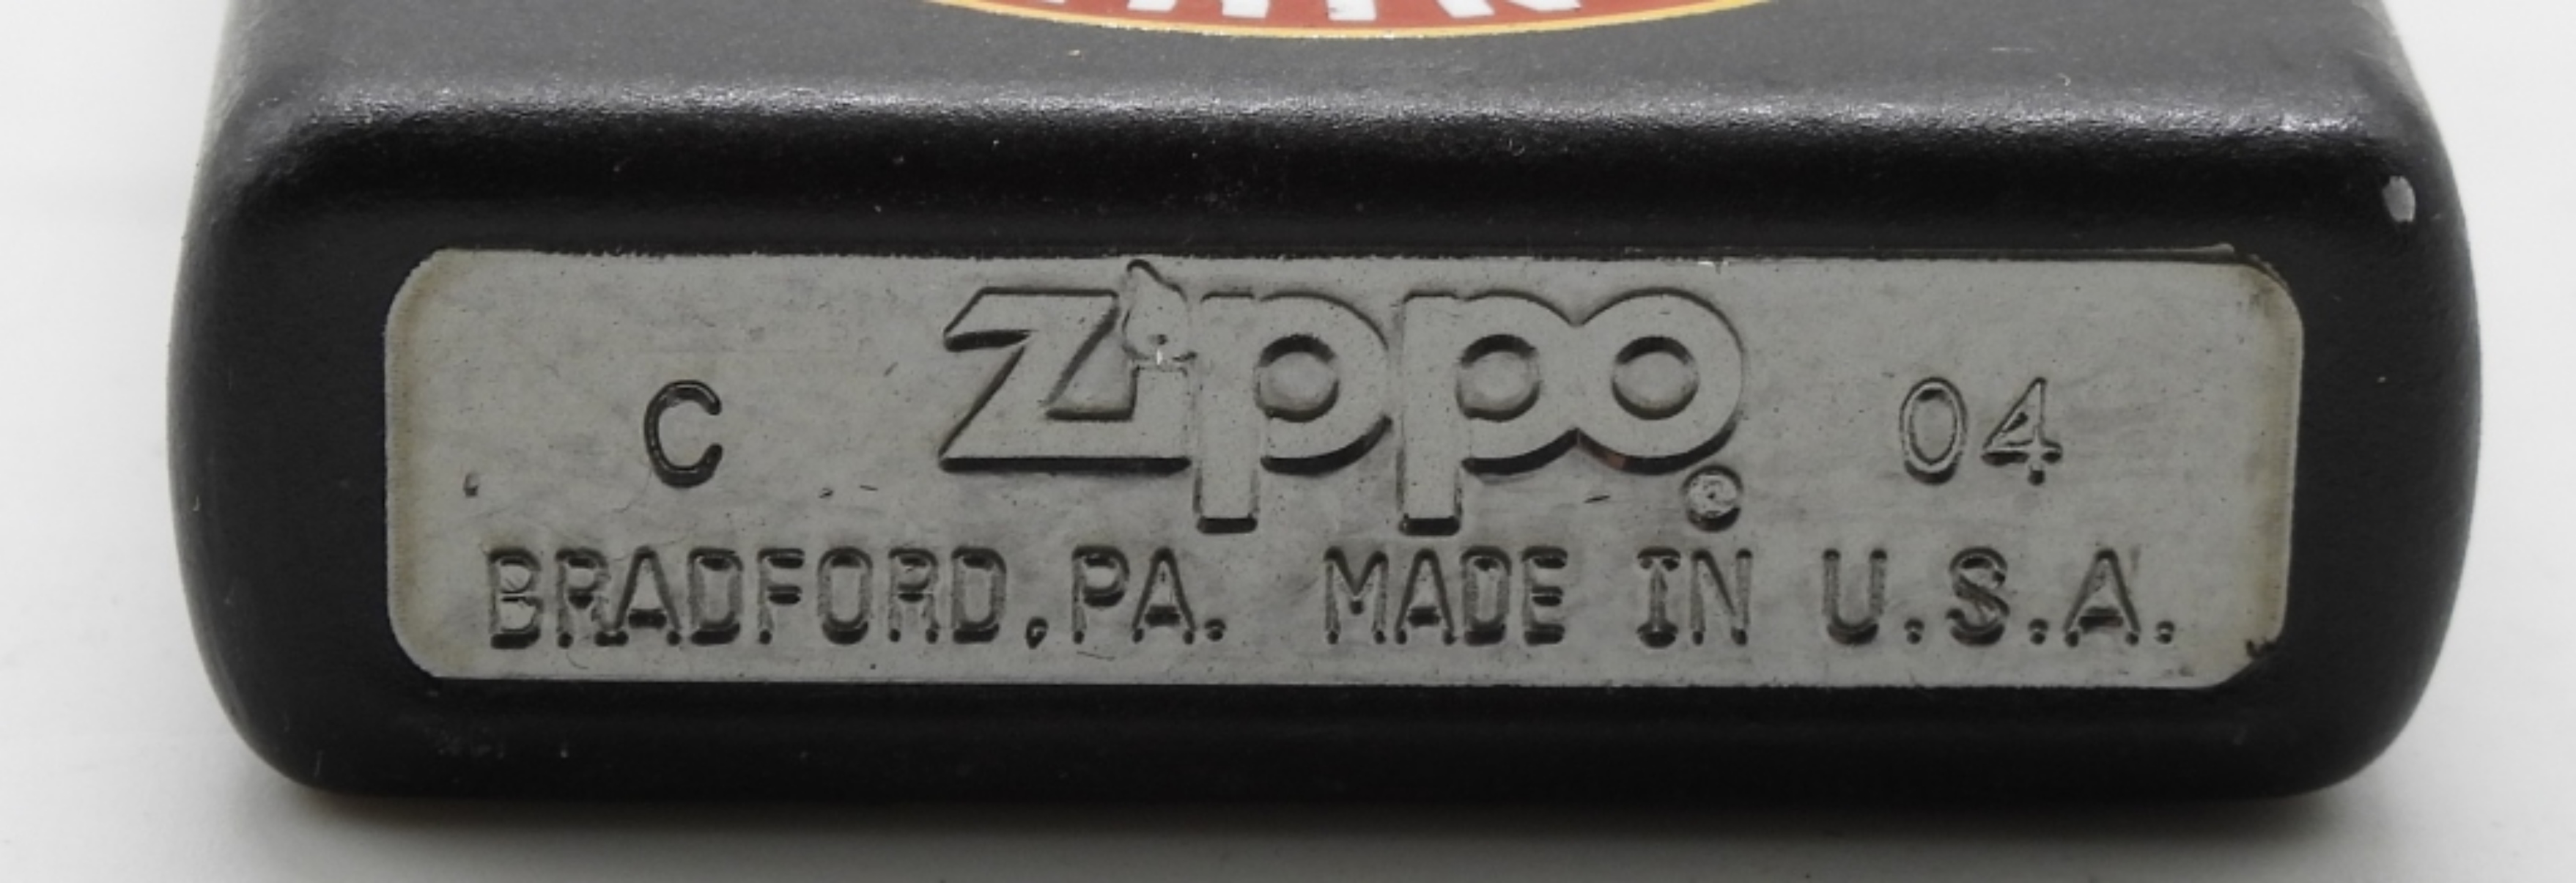 C zippo ® 04
BRADFORD, PA. MADE IN U.S.A.